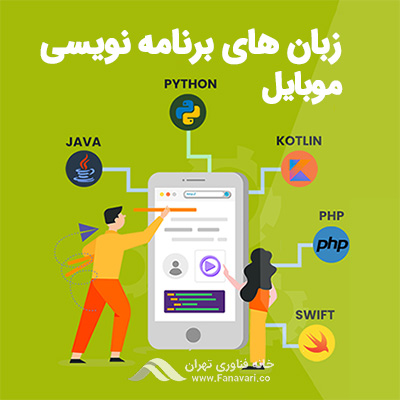 زبان های برنامه نویسی
موبایل
PYTHON
JAVA
KOTLIN
PHP
php
SWIFT
خانه فناوری تهران
www.Fanavari.co